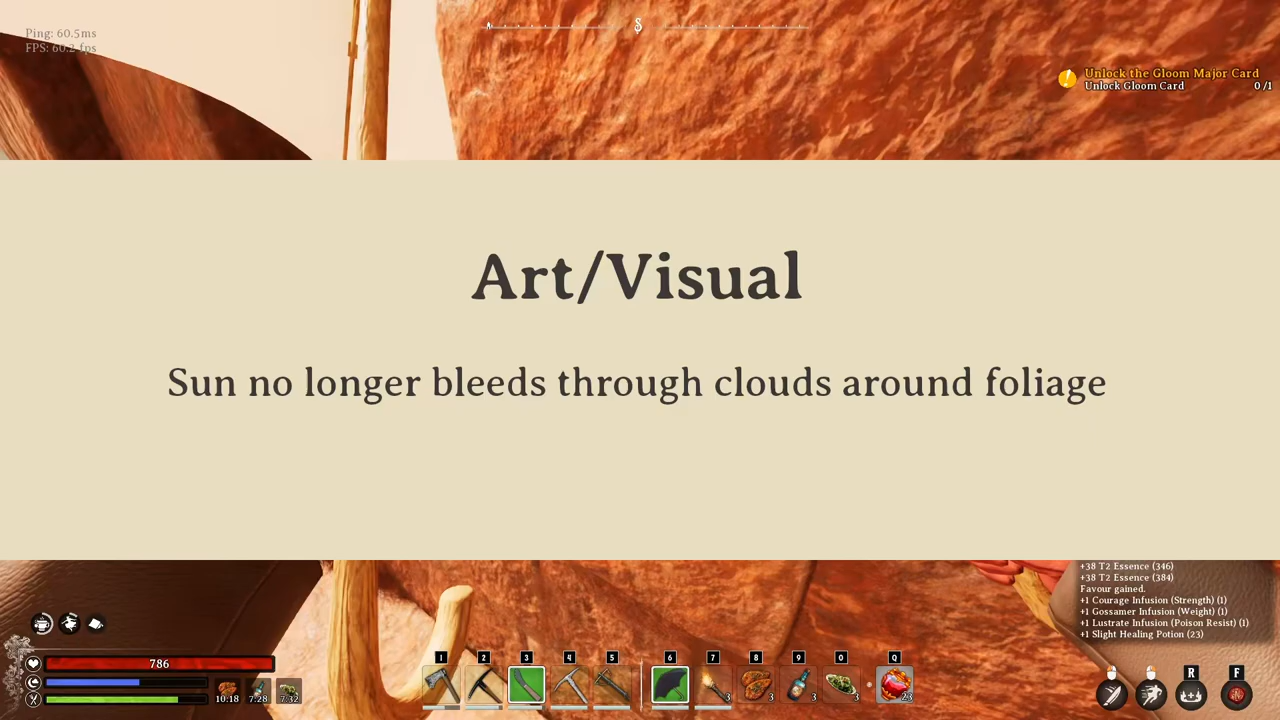 Ping: 60.5ms
FPS: 60.2 fps
N
S
Unlock the Gloom Major Card
Unlock Gloom Card 0/1
Art/Visual
Sun no longer bleeds through clouds around foliage
+38 T2 Essence (346)
+38 T2 Essence (384)
Favour gained.
+1 Courage Infusion (Strength) (1)
+1 Gossamer Infusion (Weight) (1)
+1 Lustrate Infusion (Poison Resist) (1)
+1 Slight Healing Potion (23)
786
10:18 7:28 7:32
1 2 3 4 5 6 7 8 9 0 Q
3 3 3 3 23
R F